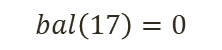 bal(17) = 0